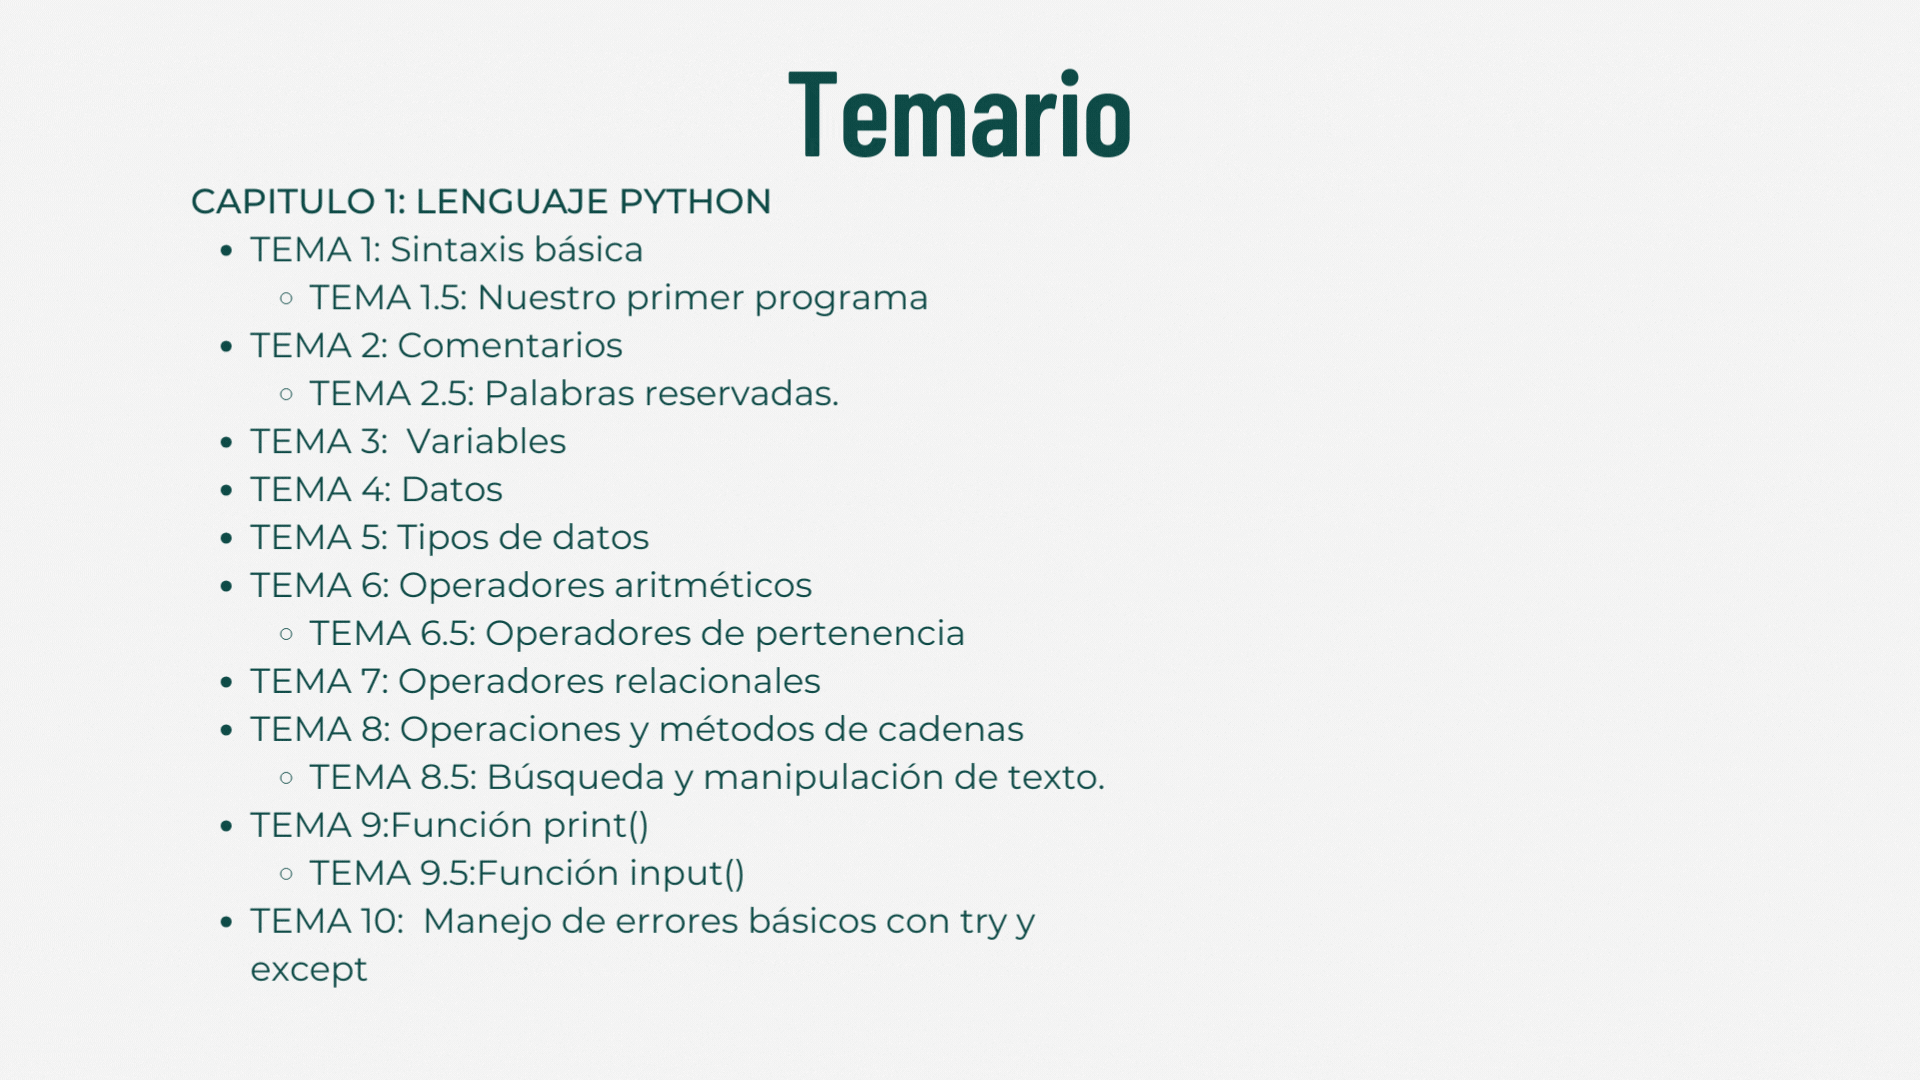 Temario
CAPITULO 1: LENGUAJE PYTHON
• TEMA 1: Sintaxis básica
◦ TEMA 1.5: Nuestro primer programa
• TEMA 2: Comentarios
◦ TEMA 2.5: Palabras reservadas.
• TEMA 3:  Variables
• TEMA 4: Datos
• TEMA 5: Tipos de datos
• TEMA 6: Operadores aritméticos
◦ TEMA 6.5: Operadores de pertenencia
• TEMA 7: Operadores relacionales
• TEMA 8: Operaciones y métodos de cadenas
◦ TEMA 8.5: Búsqueda y manipulación de texto.
• TEMA 9:Función print()
◦ TEMA 9.5:Función input()
• TEMA 10:  Manejo de errores básicos con try y
except